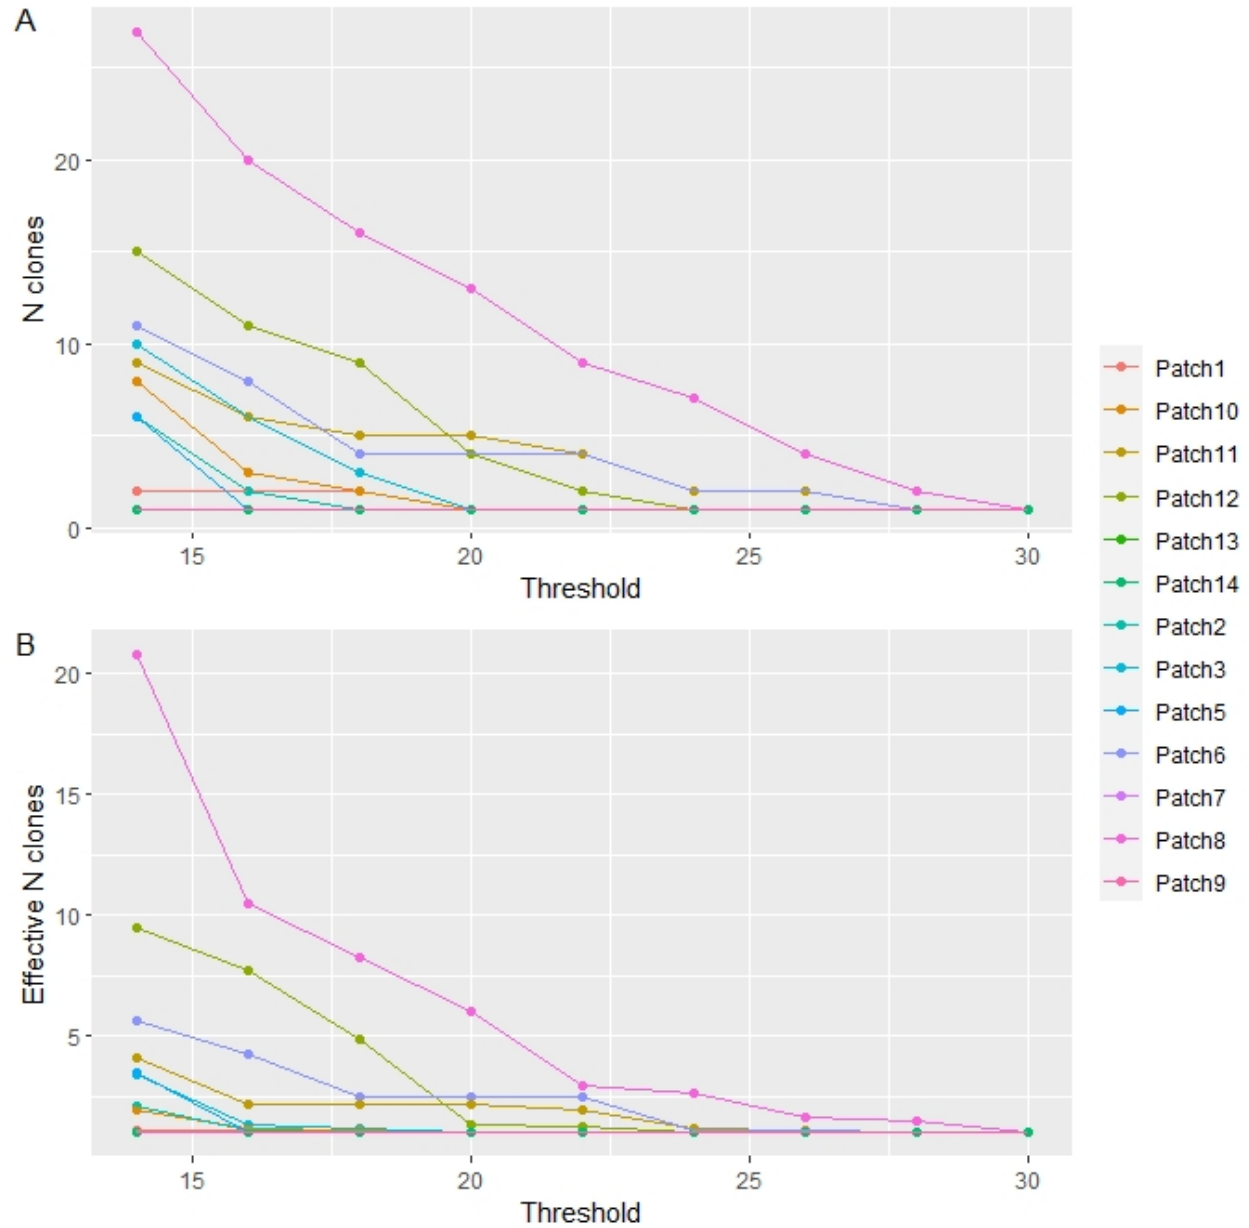 A
20
10
0
N clones
15 20 25 30
Threshold
B
20
15
10
5
Effective N clones
15 20 25 30
Threshold
Patch1
Patch10
Patch11
Patch12
Patch13
Patch14
Patch2
Patch3
Patch5
Patch6
Patch7
Patch8
Patch9